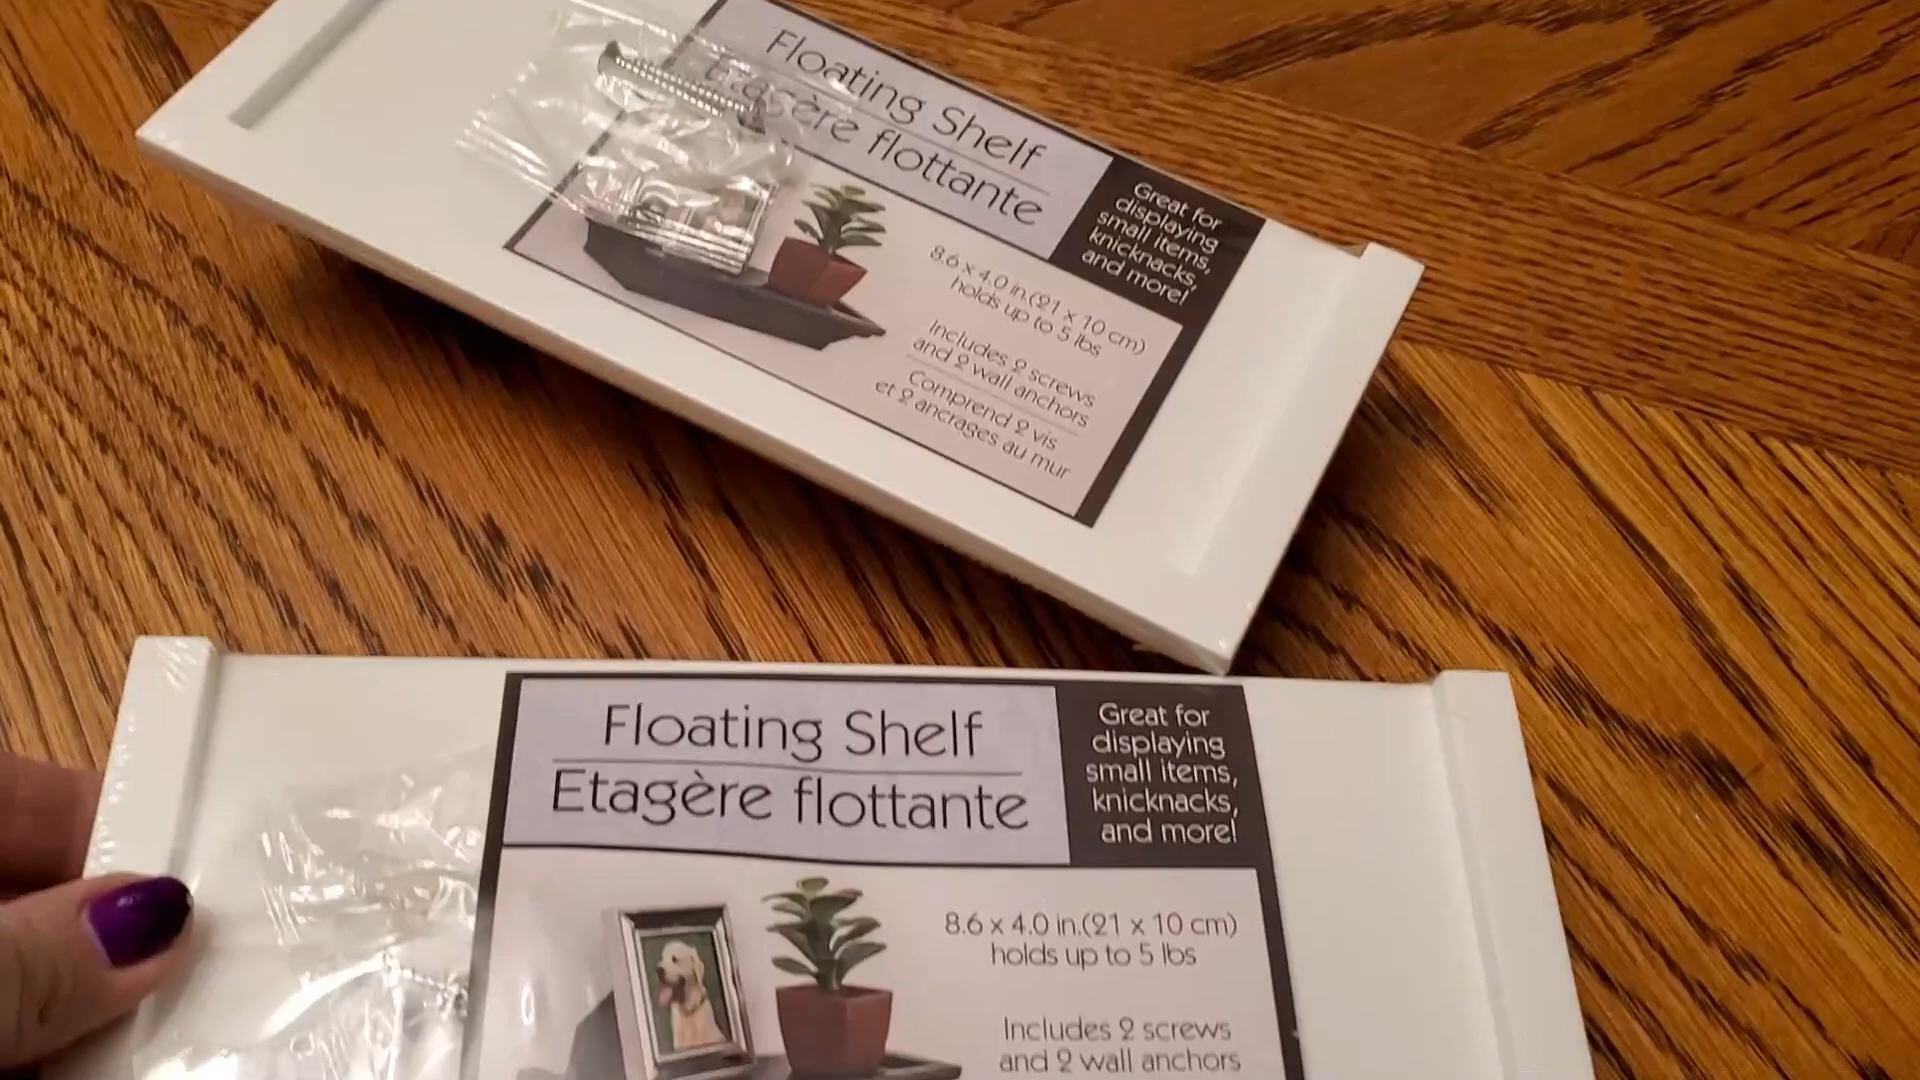 Floating Shelf
Etagère flottante
Great for
displaying
small items,
knicknacks,
and more!
8.6 x 4.0 in.(21 x 10 cm)
holds up to 5 lbs
Includes 2 screws
and 2 wall anchors
Comprend 2 vis
et 2 ancrages au mur
Floating Shelf
Etagère flottante
Great for
displaying
small items,
knicknacks,
and more!
8.6 x 4.0 in.(21 x 10 cm)
holds up to 5 lbs
Includes 2 screws
and 2 wall anchors